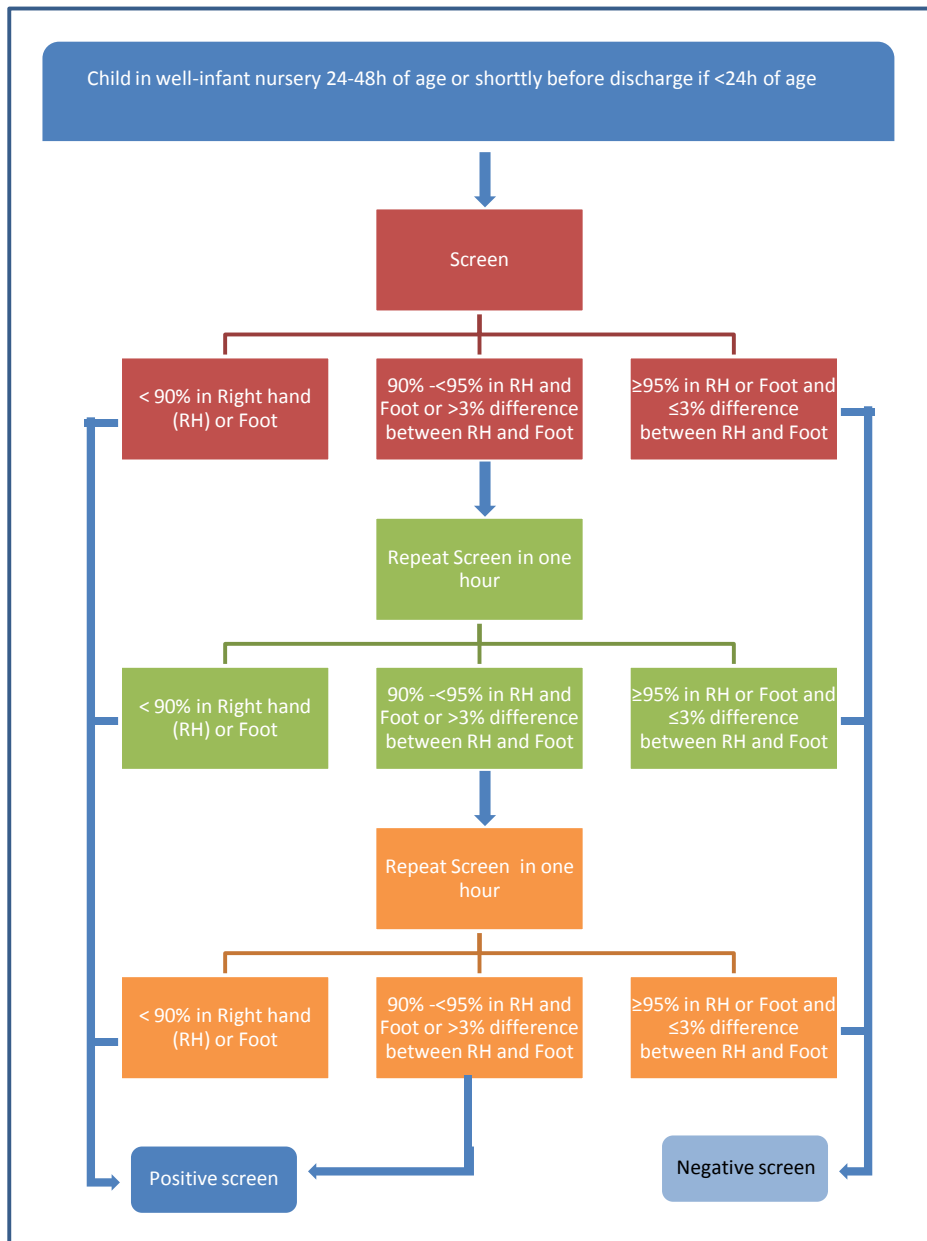 Child in well-infant nursery 24-48h of age or shorttly before discharge if <24h of age
Screen
< 90% in Right hand
(RH) or Foot
90% -<95% in RH and
Foot or >3% difference
between RH and Foot
≥95% in RH or Foot and
≤3% difference
between RH and Foot
Repeat Screen in one
hour
< 90% in Right hand
(RH) or Foot
90% -<95% in RH and
Foot or >3% difference
between RH and Foot
≥95% in RH or Foot and
≤3% difference
between RH and Foot
Repeat Screen in one
hour
< 90% in Right hand
(RH) or Foot
90% -<95% in RH and
Foot or >3% difference
between RH and Foot
≥95% in RH or Foot and
≤3% difference
between RH and Foot
Positive screen
Negative screen